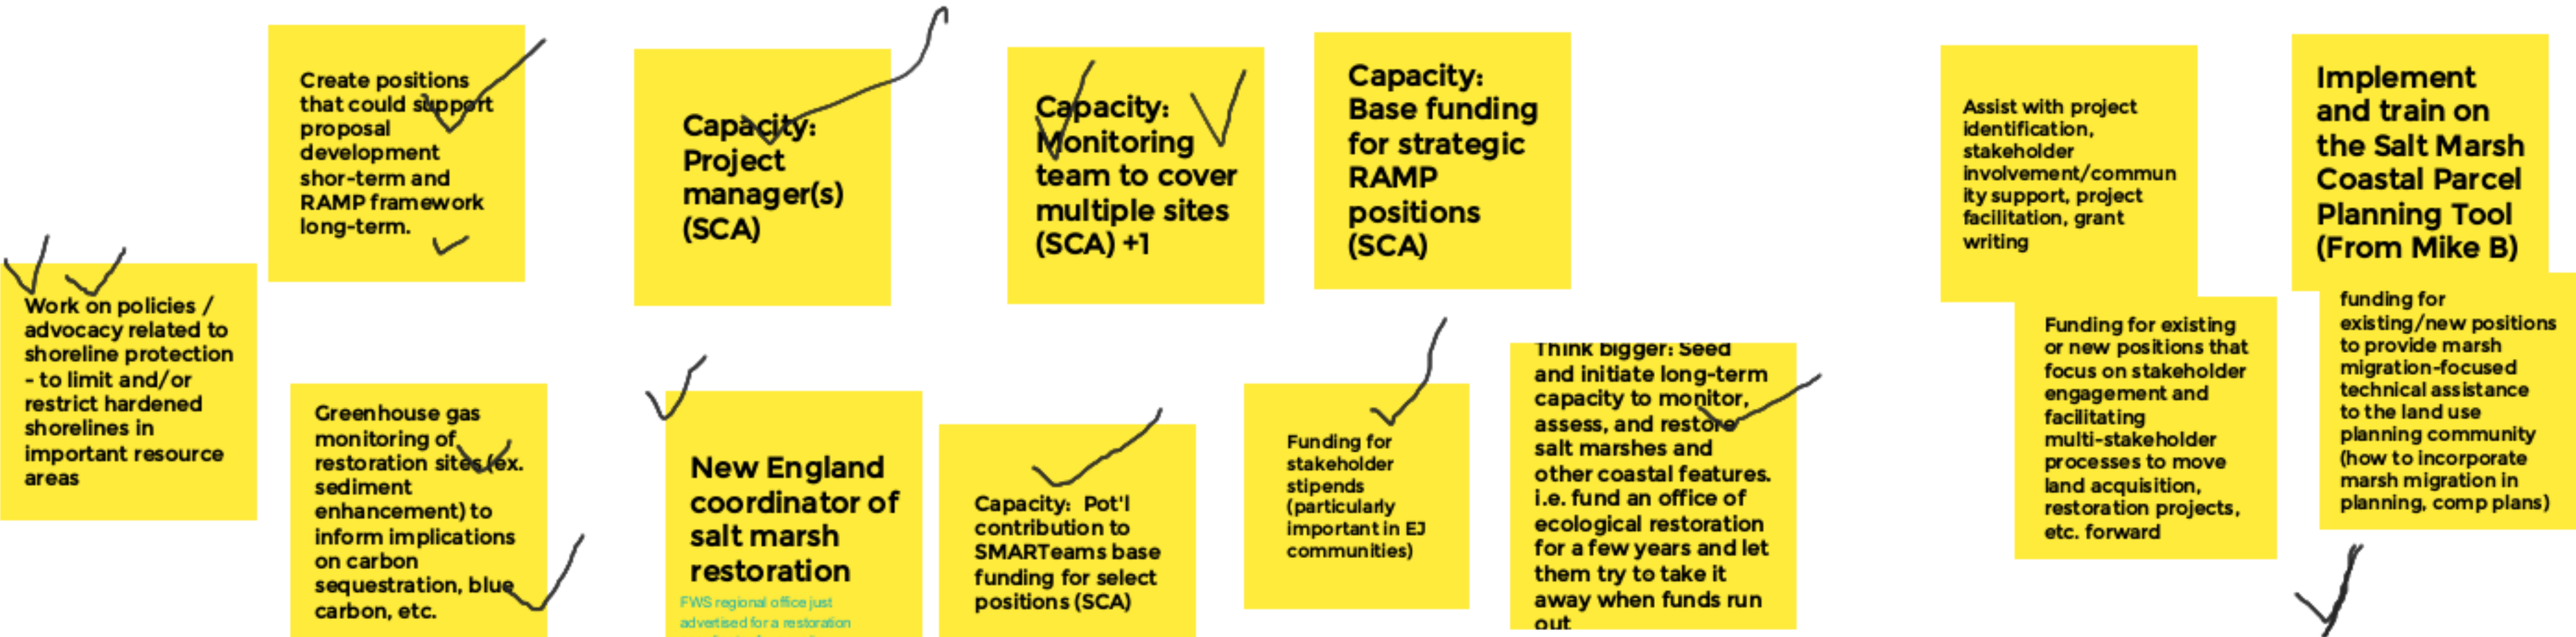 Create positions
that could support
proposal
development
shor-term and
RAMP framework
long-term.
Capacity:
Project
manager(s)
(SCA)
Capacity:
Monitoring
team to cover
multiple sites
(SCA) +1
Capacity:
Base funding
for strategic
RAMP
positions
(SCA)
Assist with project
identification,
stakeholder
involvement/commun
ity support, project
facilitation, grant
writing
Implement
and train on
the Salt Marsh
Coastal Parcel
Planning Tool
(From Mike B)
Work on policies /
advocacy related to
shoreline protection
- to limit and/or
restrict hardened
shorelines in
important resource
areas
Greenhouse gas
monitoring of
restoration sites (ex.
sediment
enhancement) to
inform implications
on carbon
sequestration, blue
carbon, etc.
New England
coordinator of
salt marsh
restoration
FWS regional office just
advertised for a restoration
Capacity: Pot'l
contribution to
SMARTeams base
funding for select
positions (SCA)
Funding for
stakeholder
stipends
(particularly
important in EJ
communities)
Think bigger: Seed
and initiate long-term
capacity to monitor,
assess, and restore
salt marshes and
other coastal features.
i.e. fund an office of
ecological restoration
for a few years and let
them try to take it
away when funds run
out
Funding for existing
or new positions that
focus on stakeholder
engagement and
facilitating
multi-stakeholder
processes to move
land acquisition,
restoration projects,
etc. forward
funding for
existing/new positions
to provide marsh
migration-focused
technical assistance
to the land use
planning community
(how to incorporate
marsh migration in
planning, comp plans)